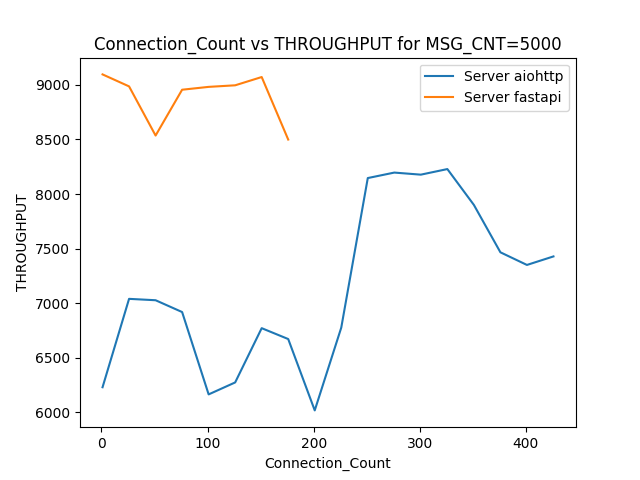 Connection_Count vs THROUGHPUT for MSG_CNT=5000
Server aiohttp
Server fastapi
THROUGHPUT
9000
8500
8000
7500
7000
6500
6000
0 100 200 300 400
Connection_Count